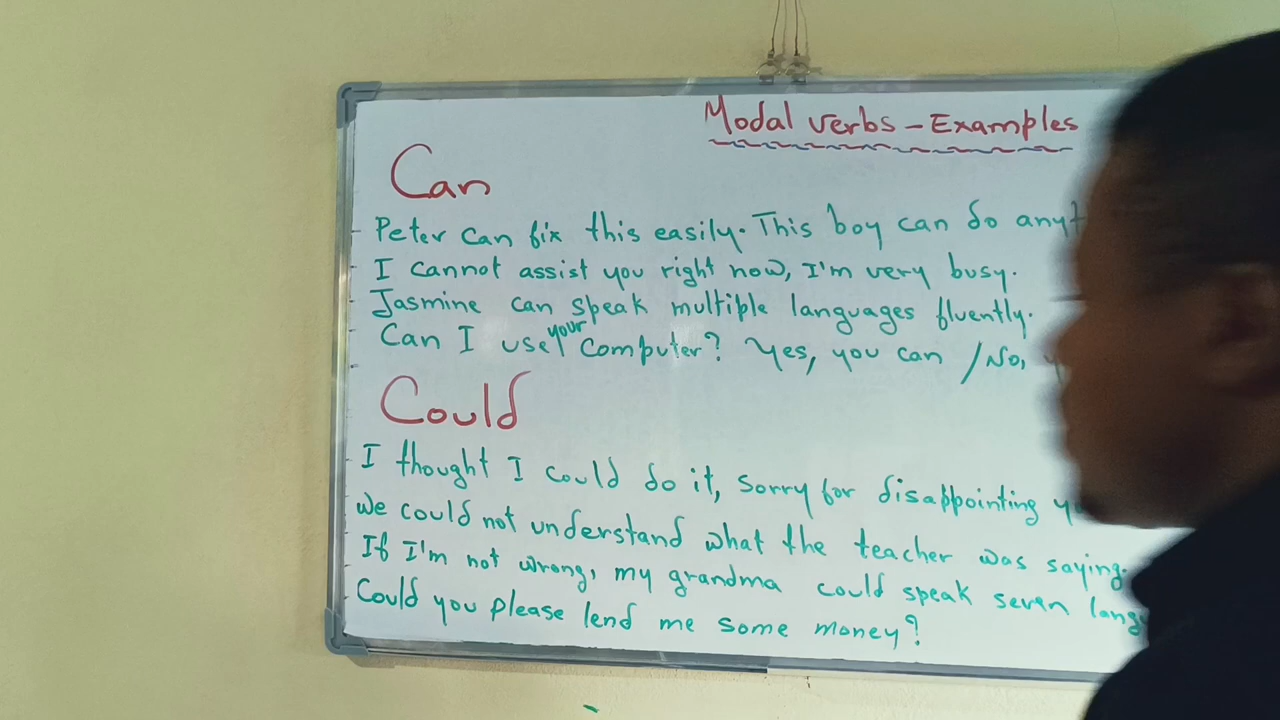 Modal verbs - Examples
Can
- Peter can fix this easily. This boy can do
- I cannot assist you right now, I'm very busy.
- Jasmine can speak multiple languages fluently.
- Can I use your computer? Yes, you can / No,
Could
- I thought I could do it, sorry for disappointing
- We could not understand what the teacher was saying.
- If I'm not wrong, my grandma could speak seven
- Could you please lend me some money?